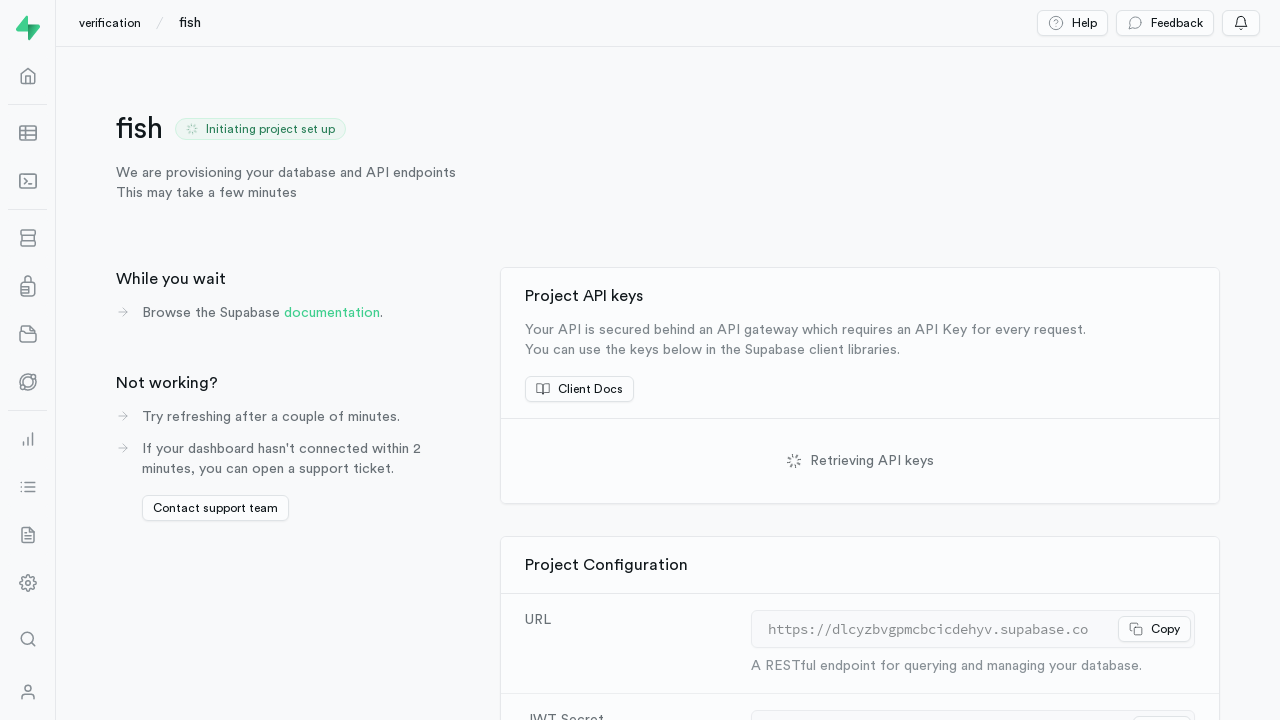 verification / fish
Help
Feedback
fish
Initiating project set up
We are provisioning your database and API endpoints
This may take a few minutes
While you wait
Browse the Supabase documentation.
Not working?
Try refreshing after a couple of minutes.
If your dashboard hasn't connected within 2
minutes, you can open a support ticket.
Contact support team
Project API keys
Your API is secured behind an API gateway which requires an API Key for every request.
You can use the keys below in the Supabase client libraries.
Client Docs
Retrieving API keys
Project Configuration
URL
https://dlcyzbvgpmcbcicdehyv.supabase.co
Copy
A RESTful endpoint for querying and managing your database.
JWT Secret